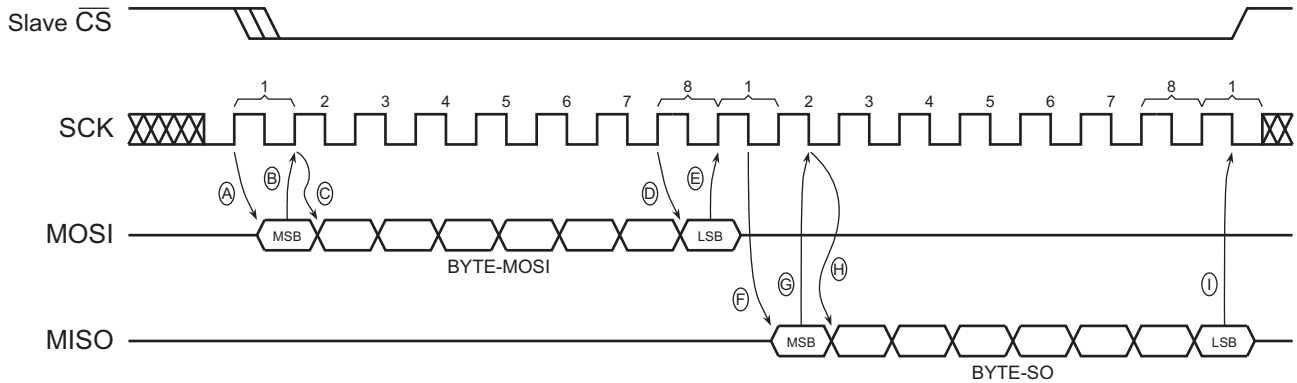 Slave CS
1 2 3 4 5 6 7 8 1 2 3 4 5 6 7 8 1
SCK
A B C D E
MOSI MSB LSB
BYTE-MOSI
F G H I
MISO MSB LSB
BYTE-SO